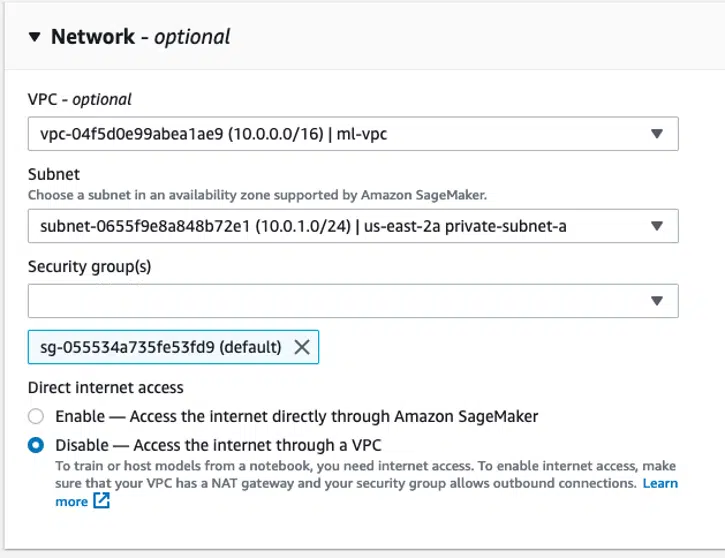 Network - optional
VPC - optional
vpc-04f5d0e99abea1ae9 (10.0.0.0/16) | ml-vpc
Subnet
Choose a subnet in an availability zone supported by Amazon SageMaker.
subnet-0655f9e8a848b72e1 (10.0.1.0/24) | us-east-2a private-subnet-a
Security group(s)
sg-055534a735fe53fd9 (default)
Direct internet access
Enable — Access the internet directly through Amazon SageMaker
Disable — Access the internet through a VPC
To train or host models from a notebook, you need internet access. To enable internet access, make
sure that your VPC has a NAT gateway and your security group allows outbound connections. Learn
more